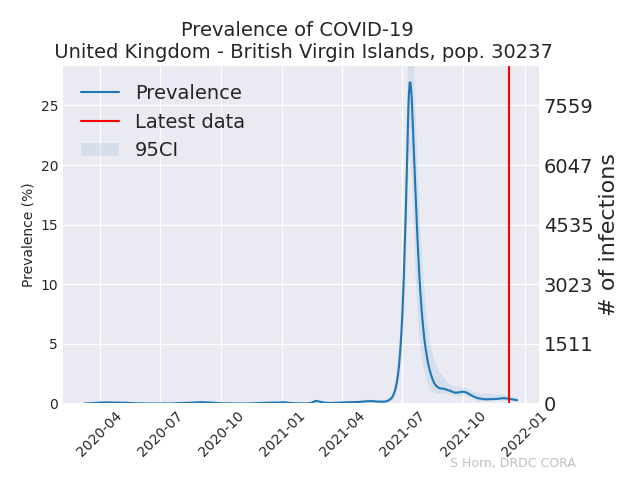 Prevalence of COVID-19
United Kingdom - British Virgin Islands, pop. 30237
Prevalence
Latest data
95CI
Prevalence (%)
25
20
15
10
5
0
7559
6047
4535
3023
1511
0
# of infections
2020-04
2020-07
2020-10
2021-01
2021-04
2021-07
2021-10
2022-01
S Horn, DRDC CORA